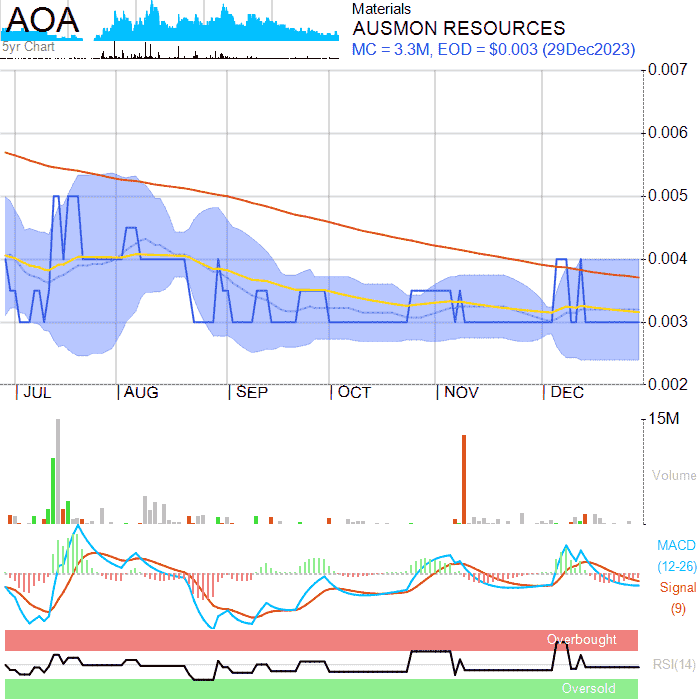 AOA
5yr Chart
Materials
AUSMON RESOURCES
MC = 3.3M, EOD = $0.003 (29Dec2023)
0.007
0.006
0.005
0.004
0.003
0.002
JUL AUG SEP OCT NOV DEC
15M
Volume
MACD
(12-26)
Signal
(9)
Overbought
RSI(14)
Oversold